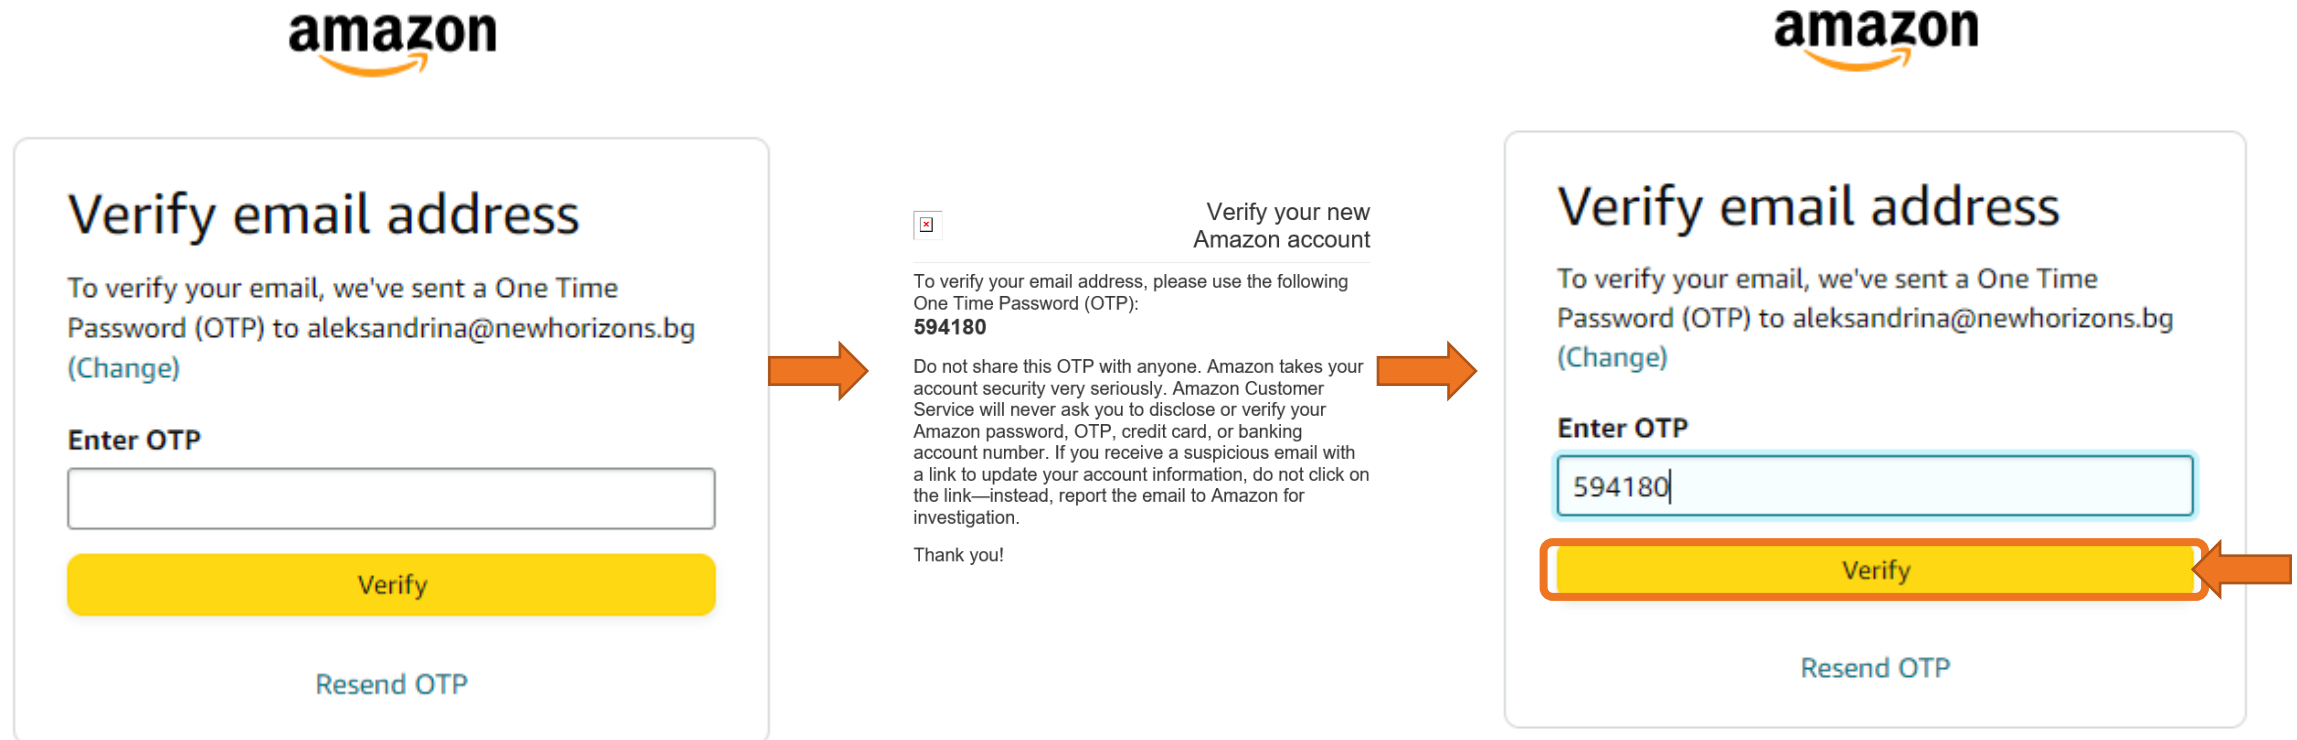 amazon
Verify email address
To verify your email, we've sent a One Time
Password (OTP) to aleksandrina@newhorizons.bg
(Change)
Enter OTP
Verify
Resend OTP
Verify your new
Amazon account
To verify your email address, please use the following
One Time Password (OTP):
594180
Do not share this OTP with anyone. Amazon takes your
account security very seriously. Amazon Customer
Service will never ask you to disclose or verify your
Amazon password, OTP, credit card, or banking
account number. If you receive a suspicious email with
a link to update your account information, do not click on
the link—instead, report the email to Amazon for
investigation.
Thank you!
amazon
Verify email address
To verify your email, we've sent a One Time
Password (OTP) to aleksandrina@newhorizons.bg
(Change)
Enter OTP
594180
Verify
Resend OTP